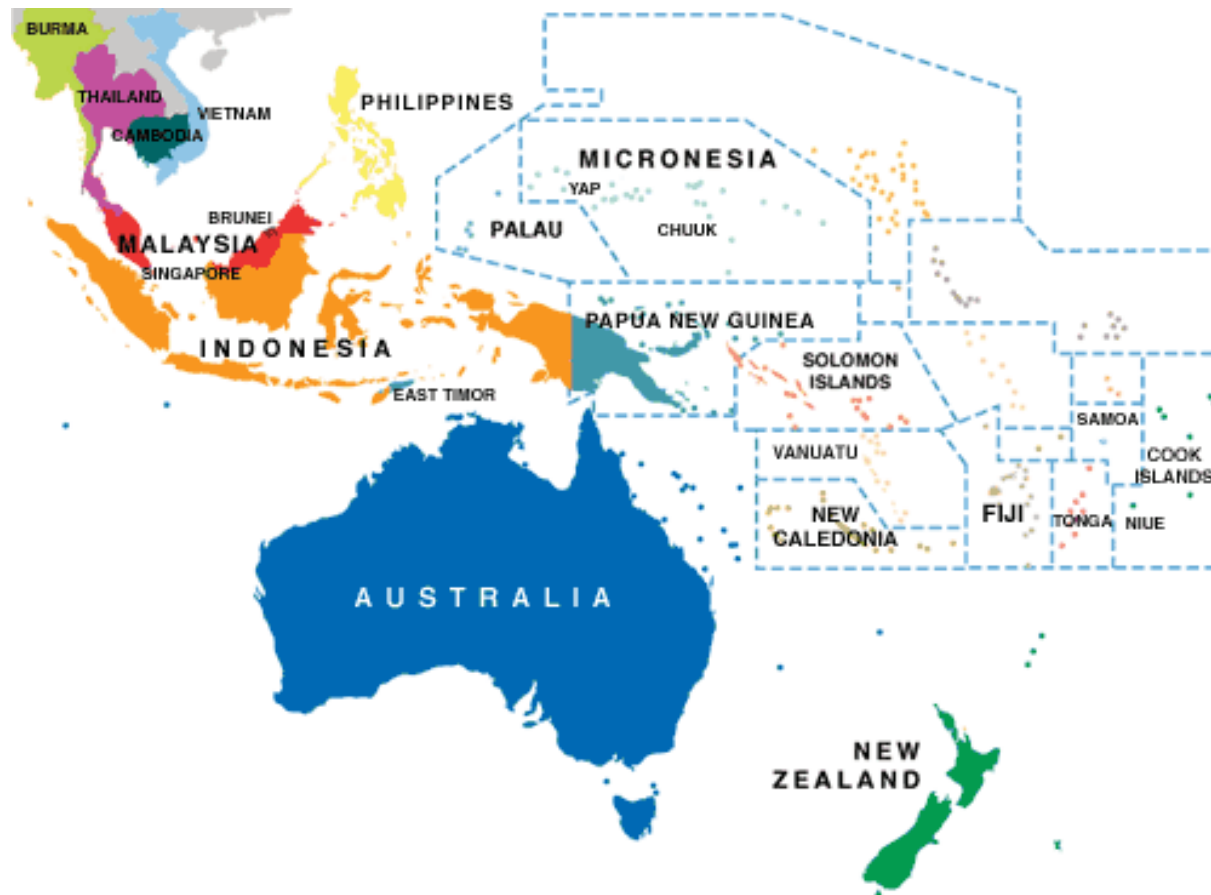 BURMA
THAILAND
VIETNAM
CAMBODIA
PHILIPPINES
MICRONESIA
YAP
CHUUK
PALAU
BRUNEI
MALAYSIA
SINGAPORE
INDONESIA
EAST TIMOR
PAPUA NEW GUINEA
SOLOMON
ISLANDS
VANUATU
SAMOA
COOK
ISLANDS
NEW
CALEDONIA
FIJI
TONGA
NIUE
AUSTRALIA
NEW
ZEALAND